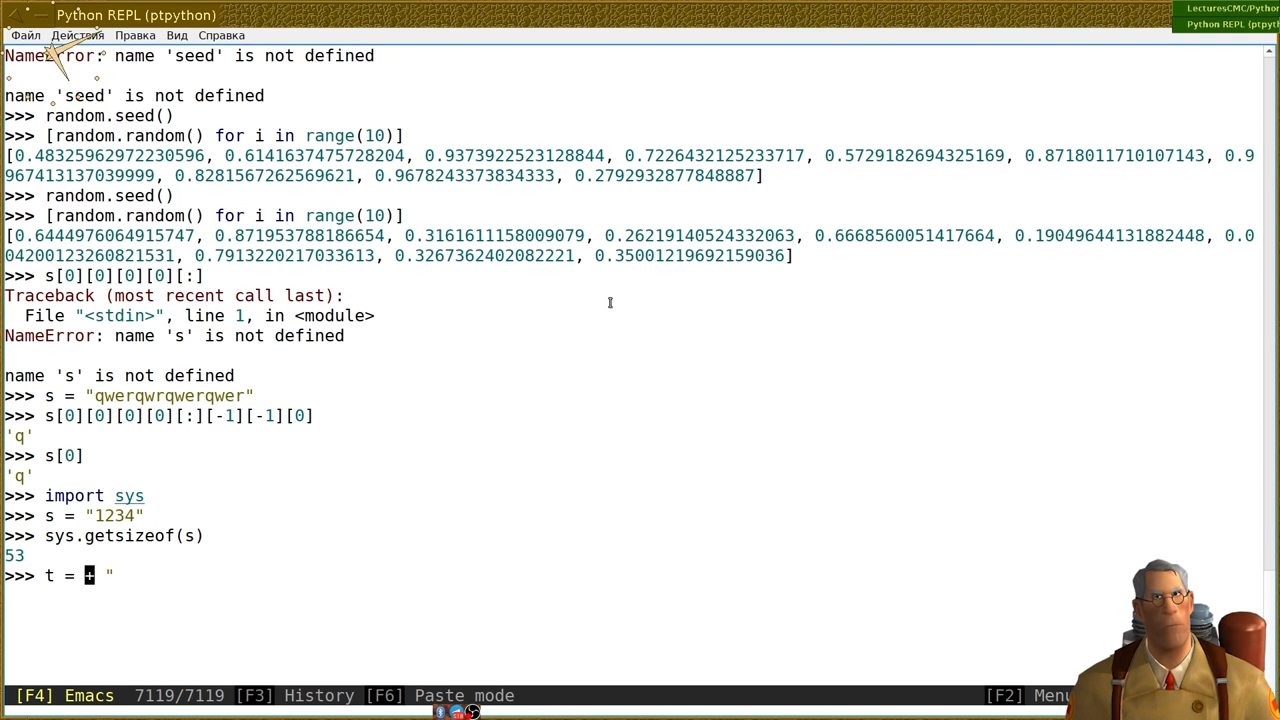 Python REPL (ptpython)
LecturesCMC/Python
Python REPL (ptpyt
Файл Действия Правка Вид Справка
NameError: name 'seed' is not defined
name 'seed' is not defined
>>> random.seed()
>>> [random.random() for i in range(10)]
[0.48325962972230596, 0.6141637475728204, 0.9373922523128844, 0.7226432125233717, 0.5729182694325169, 0.8718011710107143, 0.9
967413137039999, 0.8281567262569621, 0.9678243373834333, 0.2792932877848887]
>>> random.seed()
>>> [random.random() for i in range(10)]
[0.6444976064915747, 0.871953788186654, 0.3161611158009079, 0.26219140524332063, 0.6668560051417664, 0.19049644131882448, 0.0
04200123260821531, 0.7913220217033613, 0.3267362402082221, 0.35001219692159036]
>>> s[0][0][0][0][:]
Traceback (most recent call last):
  File "<stdin>", line 1, in <module>
NameError: name 's' is not defined
name 's' is not defined
>>> s = "qwerqwrqwerqwer"
>>> s[0][0][0][0][:][-1][-1][0]
'q'
>>> s[0]
'q'
>>> import sys
>>> s = "1234"
>>> sys.getsizeof(s)
53
>>> t = + "
[F4] Emacs 7119/7119 [F3] History [F6] Paste mode [F2] Menu